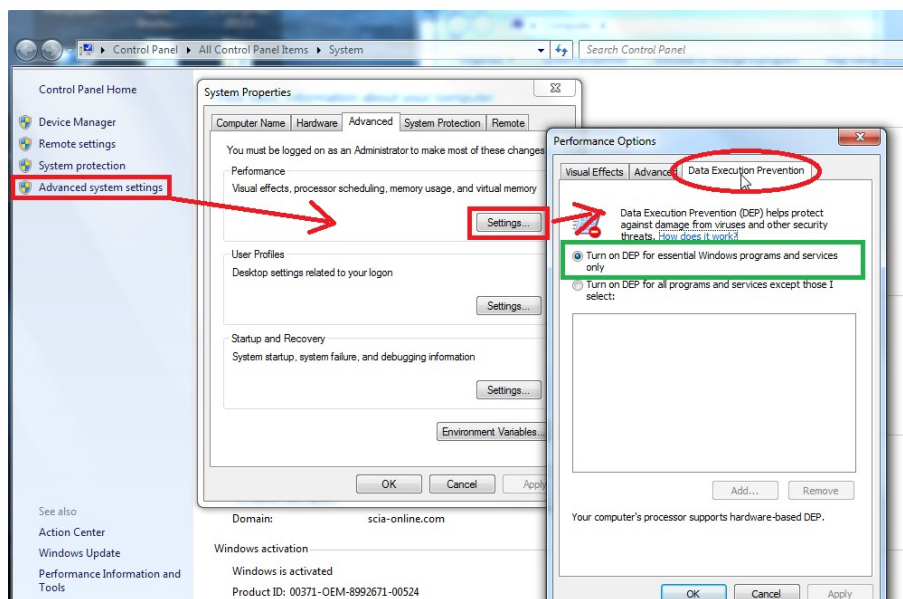 Control Panel ▸ All Control Panel Items ▸ System
Search Control Panel
Control Panel Home
Device Manager
Remote settings
System protection
Advanced system settings
See also
Action Center
Windows Update
Performance Information and
Tools
System Properties
Computer Name
Hardware
Advanced
System Protection
Remote
You must be logged on as an Administrator to make most of these changes
Performance
Visual effects, processor scheduling, memory usage, and virtual memory
Settings...
User Profiles
Desktop settings related to your logon
Settings...
Startup and Recovery
System startup, system failure, and debugging information
Settings...
Environment Variables...
OK
Cancel
Apply
Domain:
scia-online.com
Windows activation
Windows is activated
Product ID: 00371-OEM-8992671-00524
Performance Options
Visual Effects
Advanced
Data Execution Prevention
Data Execution Prevention (DEP) helps protect
against damage from viruses and other security
threats. How does it work?
Turn on DEP for essential Windows programs and services
only
Turn on DEP for all programs and services except those I
select:
Add...
Remove
Your computer's processor supports hardware-based DEP.
OK
Cancel
Apply